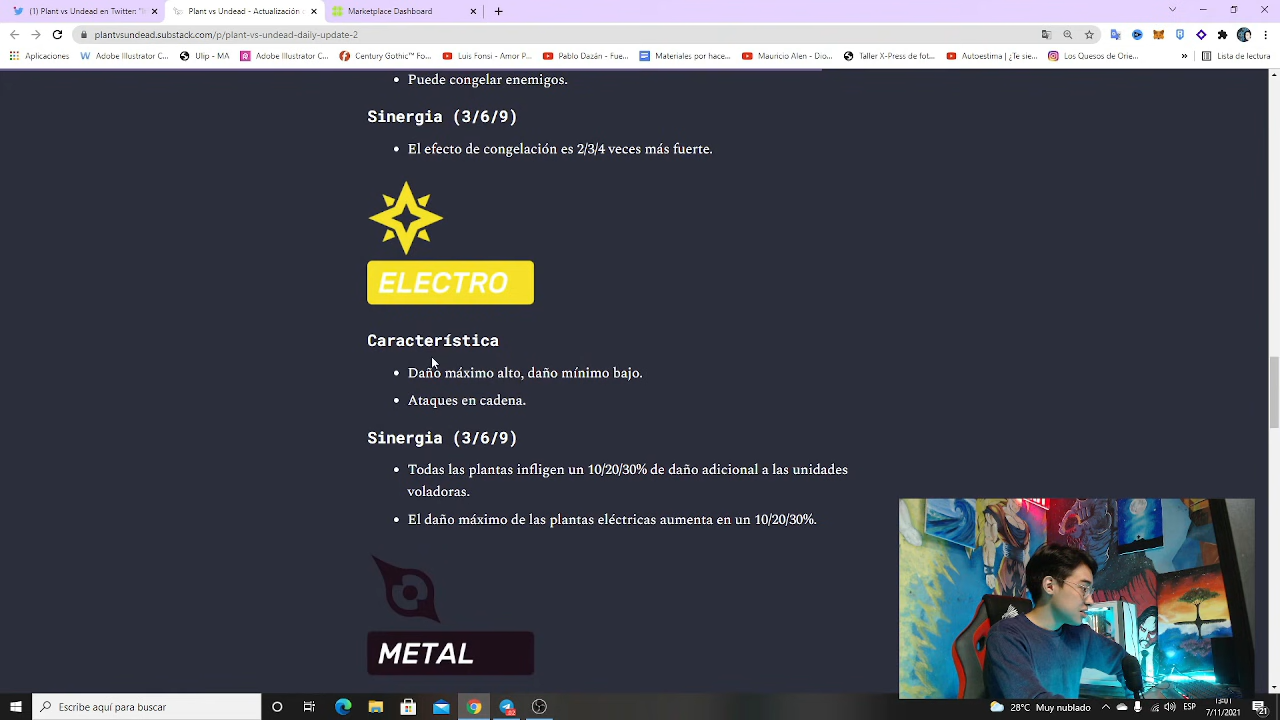 (1) Plant vs Undead en Twitter: "
Plant vs Undead - Actualización
Marketplace Dashboard
plantvsundead.substack.com/p/plant-vs-undead-daily-update-2
Aplicaciones
Adobe Illustrator C...
Ulip - MA
Adobe Illustrator C...
Century Gothic™ Fr...
Luis Fonsi - Amor P...
Pablo Dazán - Fue...
Materiales por hace...
Mauricio Alen - Dio...
Taller X-Press de fot...
Autoestima | ¿Te sie...
Los Quesos de One...
»
Lista de lectura
• Puede congelar enemigos.
Sinergia (3/6/9)
• El efecto de congelación es 2/3/4 veces más fuerte.
ELECTRO
Característica
• Daño máximo alto, daño mínimo bajo.
• Ataques en cadena.
Sinergia (3/6/9)
• Todas las plantas infligen un 10/20/30% de daño adicional a las unidades
voladoras.
• El daño máximo de las plantas eléctricas aumenta en un 10/20/30%.
METAL
Escribe aquí para buscar
28°C Muy nublado
ESP
13:01
7/11/2021